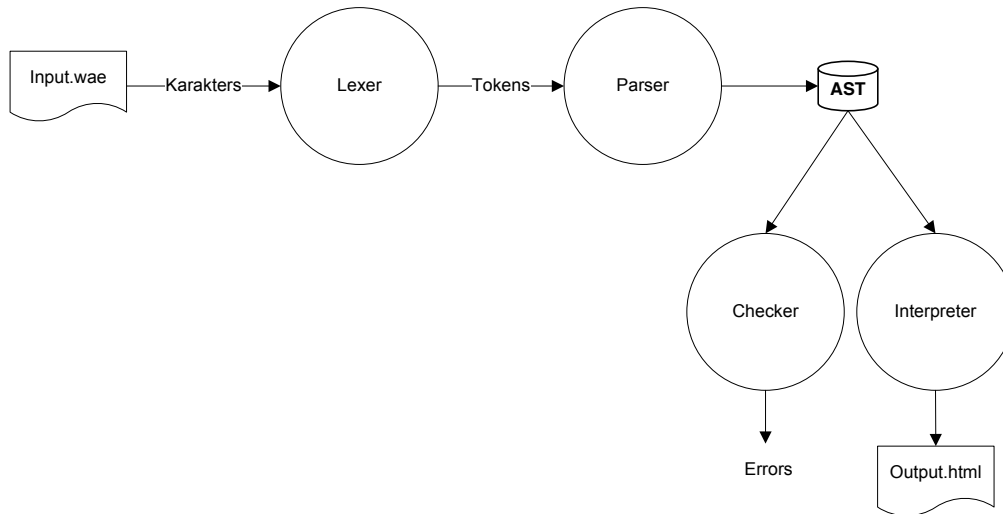 Input.wae
Karakters
Lexer
Tokens
Parser
AST
Checker
Interpreter
Errors
Output.html